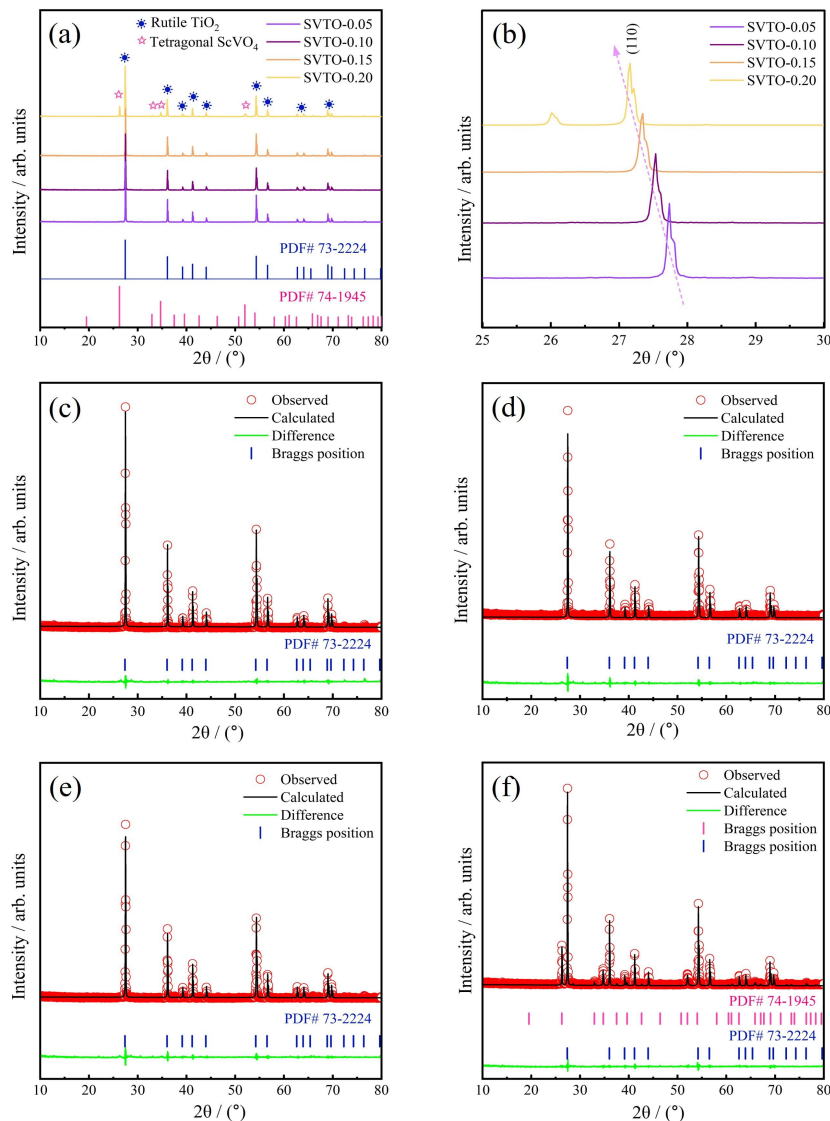 (a)
Rutile TiO₂
Tetragonal ScVO₄
SVTO-0.05
SVTO-0.10
SVTO-0.15
SVTO-0.20
PDF# 73-2224
PDF# 74-1945
Intensity / arb. units
10 20 30 40 50 60 70 80
2θ / (°)
(b)
(110)
SVTO-0.05
SVTO-0.10
SVTO-0.15
SVTO-0.20
Intensity / arb. units
25 26 27 28 29 30
2θ / (°)
(c)
Observed
Calculated
Difference
Braggs position
PDF# 73-2224
Intensity / arb. units
10 20 30 40 50 60 70 80
2θ / (°)
(d)
Observed
Calculated
Difference
Braggs position
PDF# 73-2224
Intensity / arb. units
10 20 30 40 50 60 70 80
2θ / (°)
(e)
Observed
Calculated
Difference
Braggs position
PDF# 73-2224
Intensity / arb. units
10 20 30 40 50 60 70 80
2θ / (°)
(f)
Observed
Calculated
Difference
Braggs position
Braggs position
PDF# 74-1945
PDF# 73-2224
Intensity / arb. units
10 20 30 40 50 60 70 80
2θ / (°)